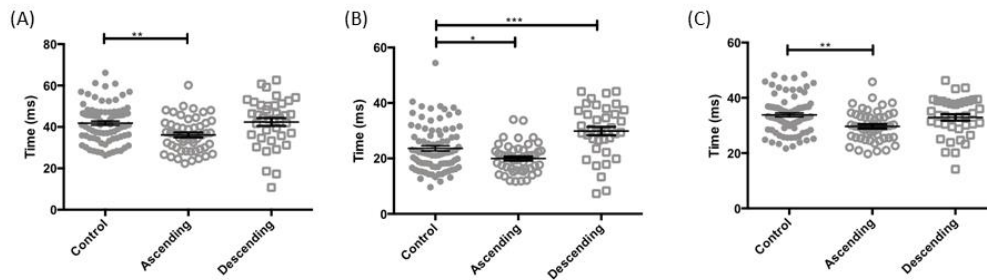 (A)
Time (ms)
80
60
40
20
0
**
Control
Ascending
Descending
(B)
Time (ms)
60
40
20
0
***
*
Control
Ascending
Descending
(C)
Time (ms)
60
40
20
0
**
Control
Ascending
Descending